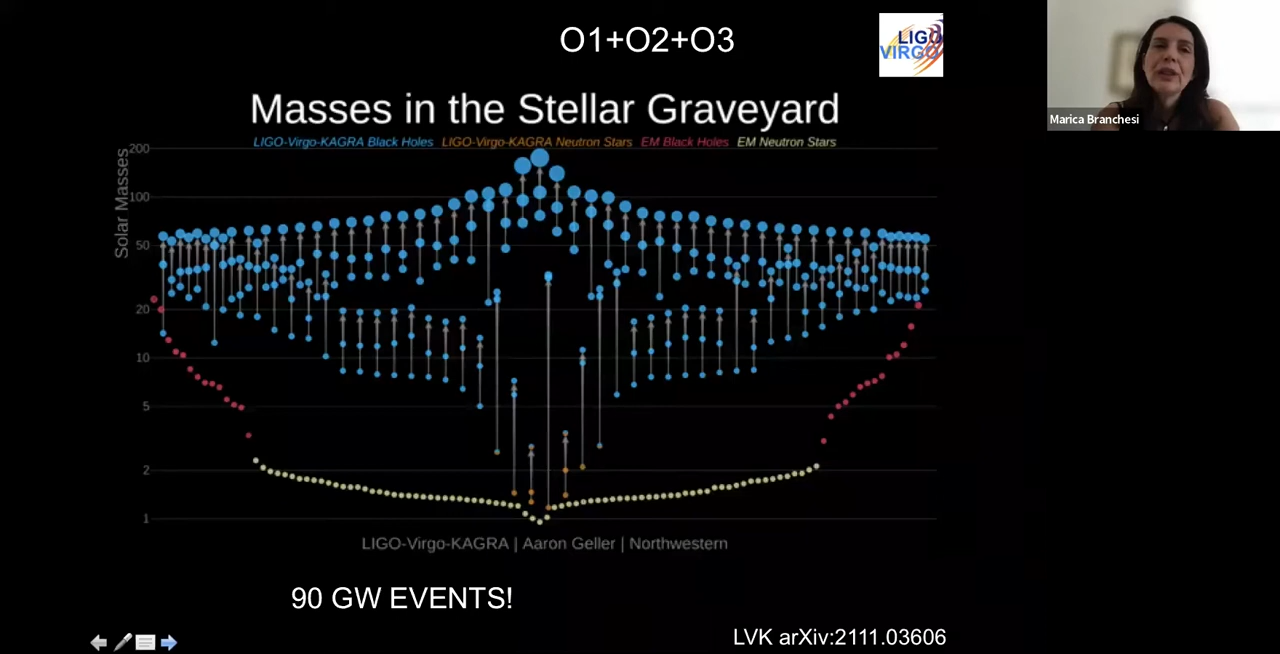 O1+O2+O3
LIGO
VIRGO
Marica Branchesi
Masses in the Stellar Graveyard
LIGO-Virgo-KAGRA Black Holes LIGO-Virgo-KAGRA Neutron Stars EM Black Holes EM Neutron Stars
Solar Masses
200
100
50
20
10
5
2
1
LIGO-Virgo-KAGRA | Aaron Geller | Northwestern
90 GW EVENTS!
LVK arXiv:2111.03606